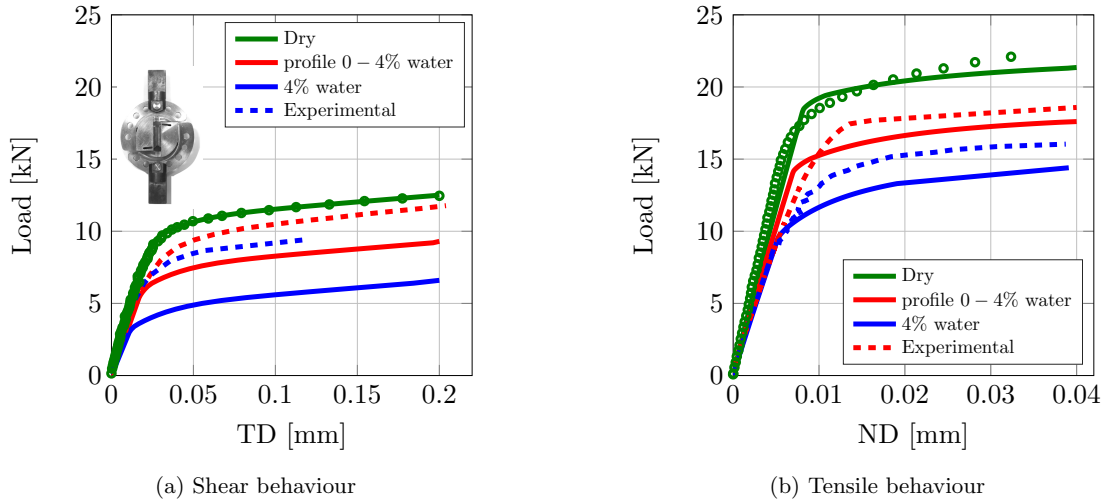 25
20
15
10
5
0
Load [kN]
0
0.05
0.1
0.15
0.2
TD [mm]
Dry
profile 0 − 4% water
4% water
Experimental
(a) Shear behaviour
25
20
15
10
5
0
Load [kN]
0
0.01
0.02
0.03
0.04
ND [mm]
Dry
profile 0 − 4% water
4% water
Experimental
(b) Tensile behaviour